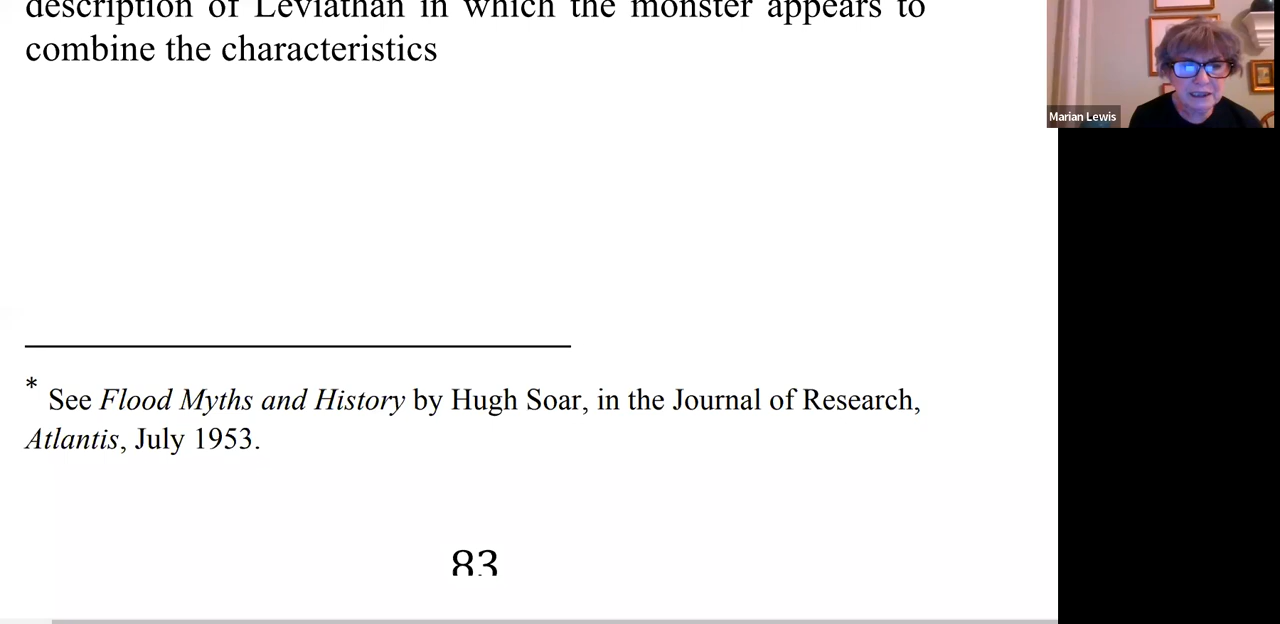 description of Leviathan in which the monster appears to
combine the characteristics
Marian Lewis
* See Flood Myths and History by Hugh Soar, in the Journal of Research,
Atlantis, July 1953.
83